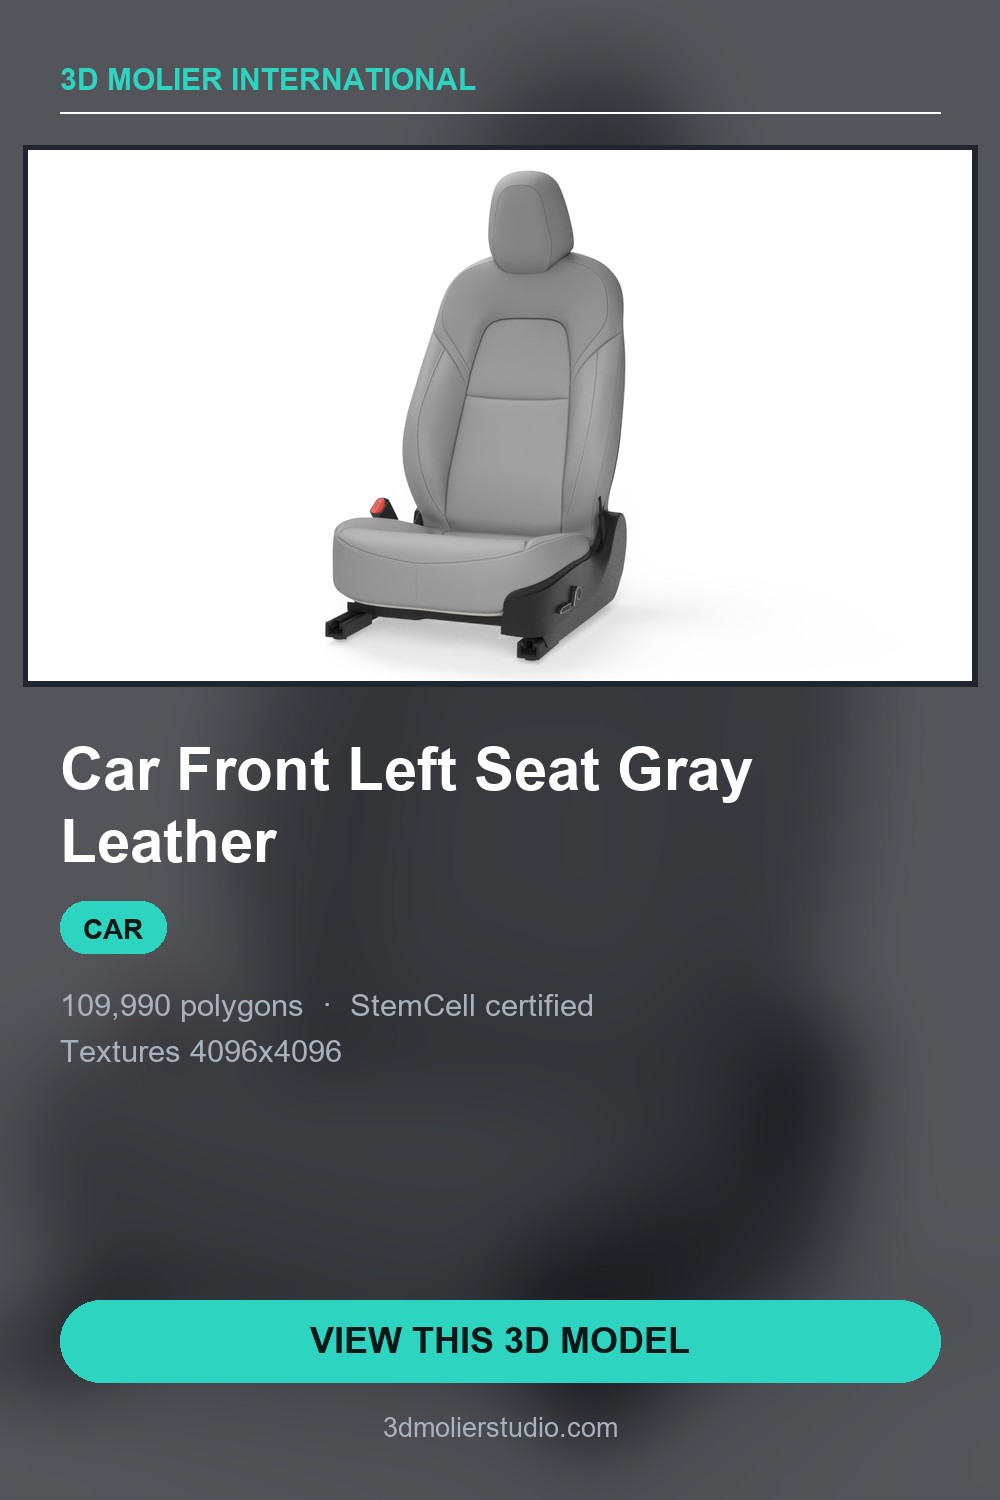 3D MOLIER INTERNATIONAL
Car Front Left Seat Gray
Leather
CAR
109,990 polygons · StemCell certified
Textures 4096x4096
VIEW THIS 3D MODEL
3dmolierstudio.com